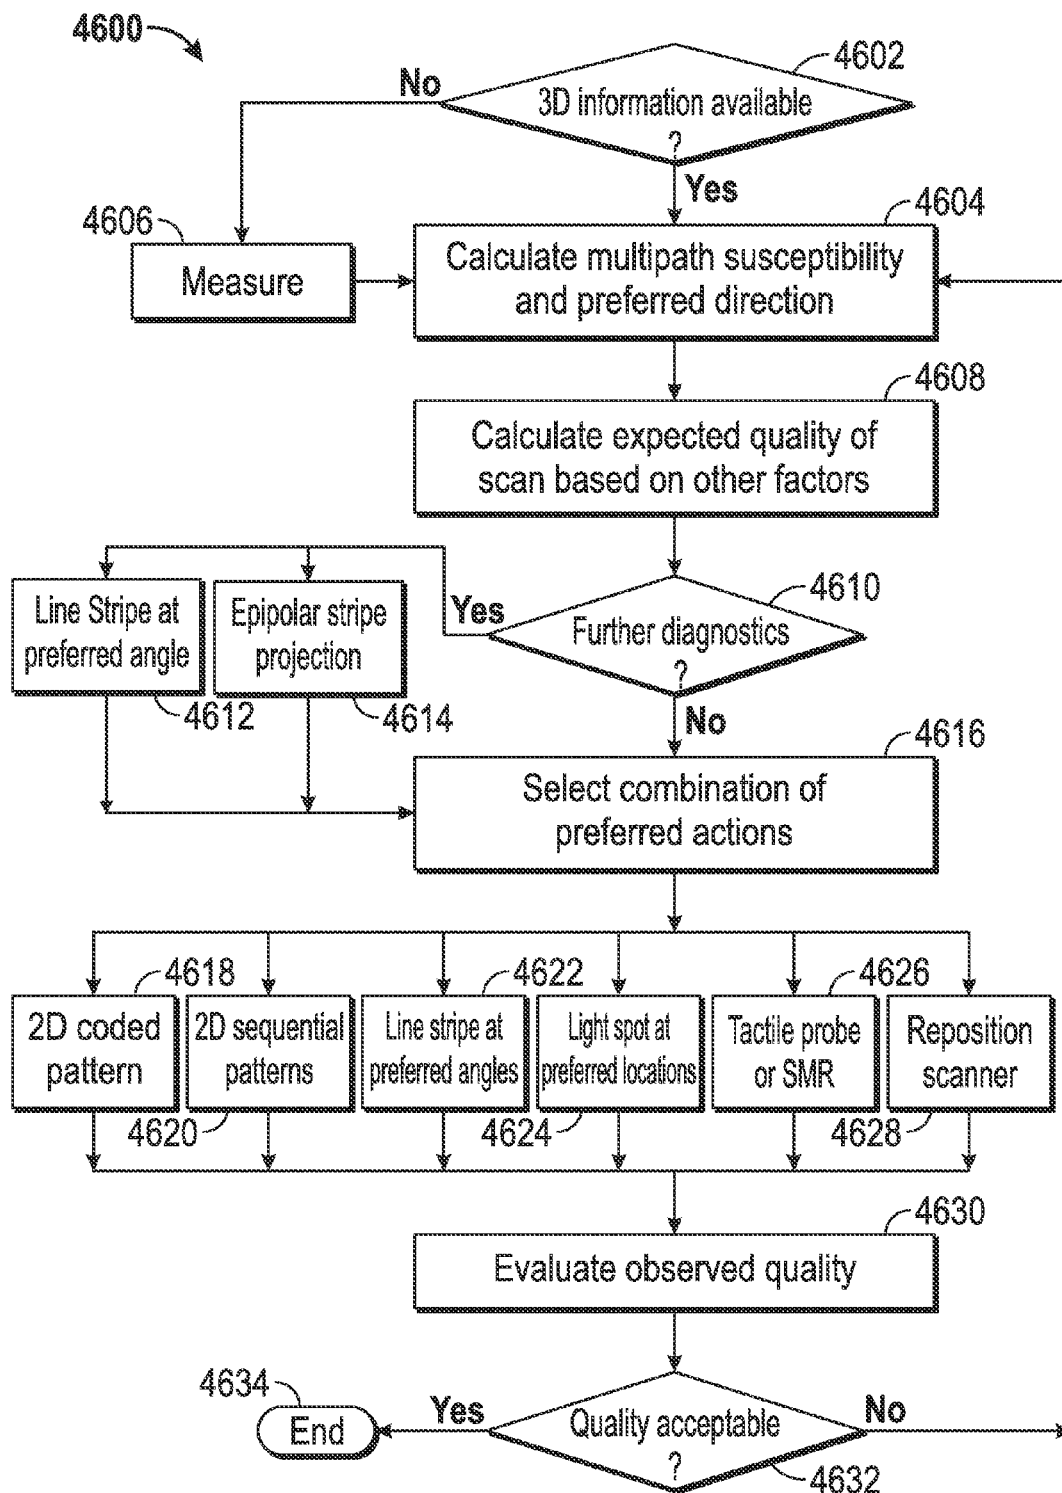 4600
4602
No
3D information available
?
Yes
4606
4604
Measure
Calculate multipath susceptibility
and preferred direction
4608
Calculate expected quality of
scan based on other factors
4610
Line Stripe at
preferred angle
Epipolar stripe
projection
Yes
Further diagnostics
?
4612
4614
No
4616
Select combination of
preferred actions
4618
4622
4626
2D coded
pattern
2D sequential
patterns
Line stripe at
preferred angles
Light spot at
preferred locations
Tactile probe
or SMR
Reposition
scanner
4620
4624
4628
4630
Evaluate observed quality
4634
End
Yes
Quality acceptable
?
No
4632